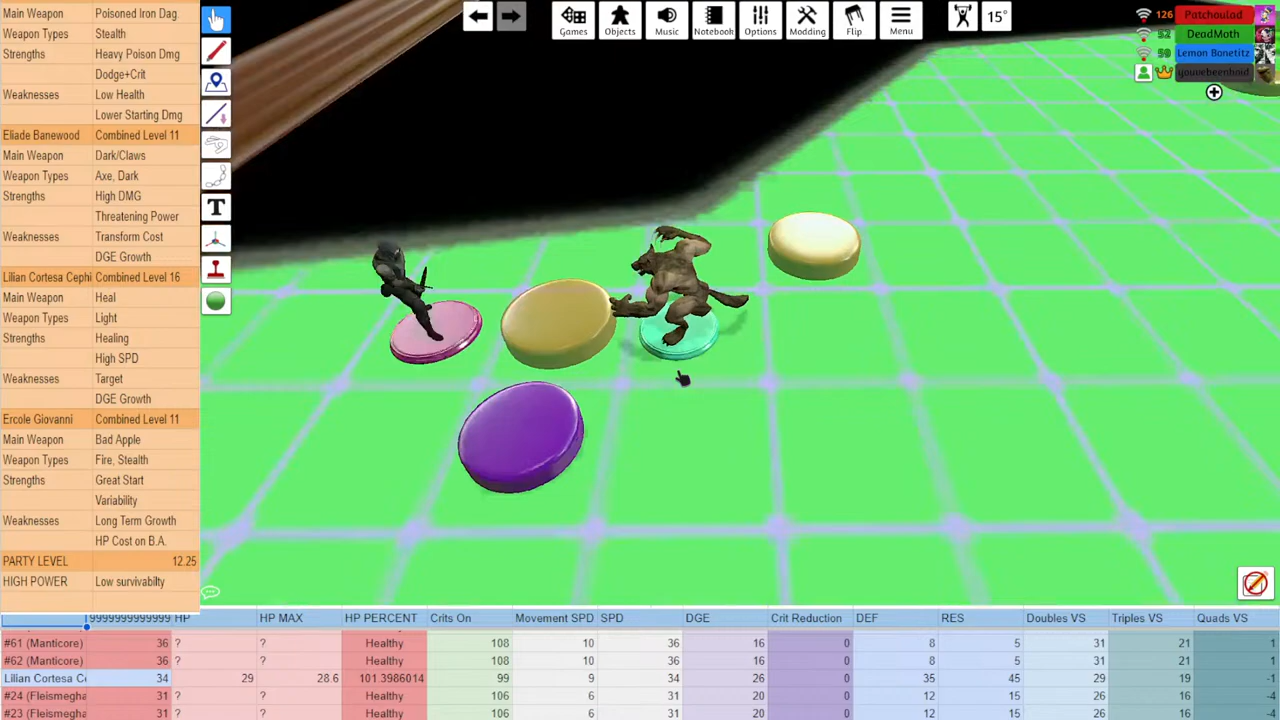 Main Weapon Poisoned Iron Dag
Weapon Types Stealth
Strengths Heavy Poison Dmg
Dodge+Crit
Weaknesses Low Health
Lower Starting Dmg
Eliade Banewood Combined Level 11
Main Weapon Dark/Claws
Weapon Types Axe, Dark
Strengths High DMG
Threatening Power
Weaknesses Transform Cost
DGE Growth
Lilian Cortesa Cephi Combined Level 16
Main Weapon Heal
Weapon Types Light
Strengths Healing
High SPD
Weaknesses Target
DGE Growth
Ercole Giovanni Combined Level 11
Main Weapon Bad Apple
Weapon Types Fire, Stealth
Strengths Great Start
Variability
Weaknesses Long Term Growth
HP Cost on B.A.
PARTY LEVEL 12.25
HIGH POWER Low survivabilty
T
Games Objects Music Notebook Options Modding Flip Menu 15°
126 Patchoulad
52 DeadMoth
59 Lemon Bonetitz
youvebeenhoid
HP HP MAX HP PERCENT Crits On Movement SPD SPD DGE Crit Reduction DEF RES Doubles VS Triples VS Quads VS
#61 (Manticore) 36 ? ? Healthy 108 10 36 16 0 8 5 31 21 1
#62 (Manticore) 36 ? ? Healthy 108 10 36 16 0 8 5 31 21 1
Lilian Cortesa Ce 34 29 28.6 101.3986014 99 9 34 26 0 35 45 29 19 -1
#24 (Fleismegha 31 ? ? Healthy 106 6 31 20 0 12 15 26 16 -4
#23 (Fleismegha 31 ? ? Healthy 106 6 31 20 0 12 15 26 16 -4